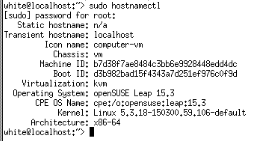 white@localhost:~> sudo hostnamectl
[sudo] password for root:
Static hostname: n/a
Transient hostname: localhost
Icon name: computer-vm
Chassis: vm
Machine ID: b7d38f7ae8484c3bb6e9928448edd4dc
Boot ID: d3b982bad15f4343a7d251ef976c0f9d
Virtualization: kvm
Operating System: openSUSE Leap 15.3
CPE OS Name: cpe:/o:opensuse:leap:15.3
Kernel: Linux 5.3.18-150300.59.106-default
Architecture: x86-64
white@localhost:~>